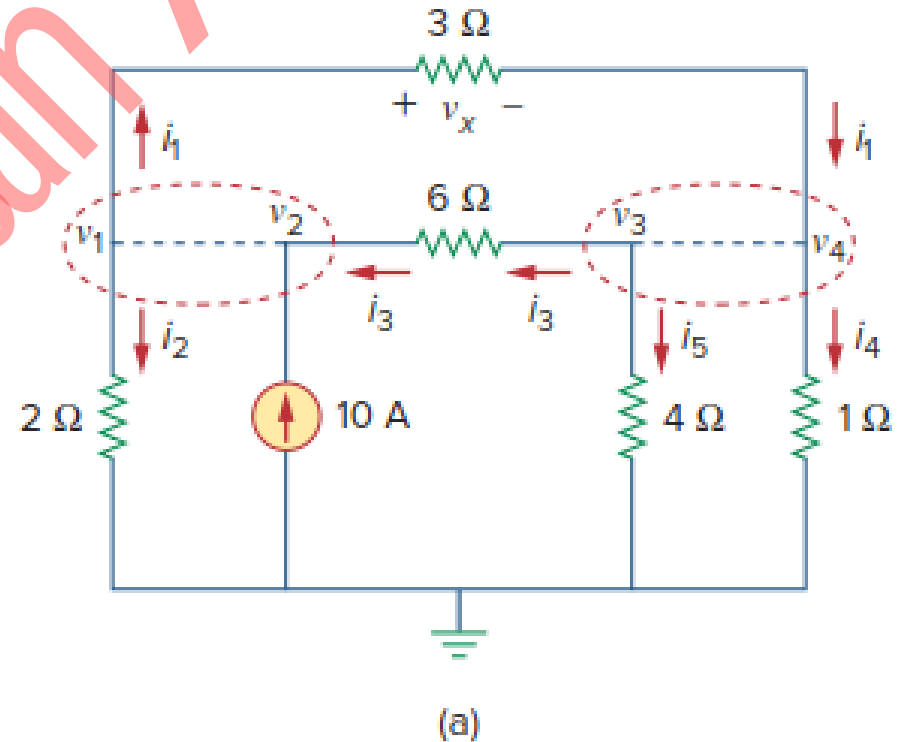 3 Ω
+ vₓ −
i₁ i₁
6 Ω
v₁ v₂ v₃ v₄
i₃ i₃
i₂ i₅ i₄
2 Ω 10 A 4 Ω 1 Ω
(a)